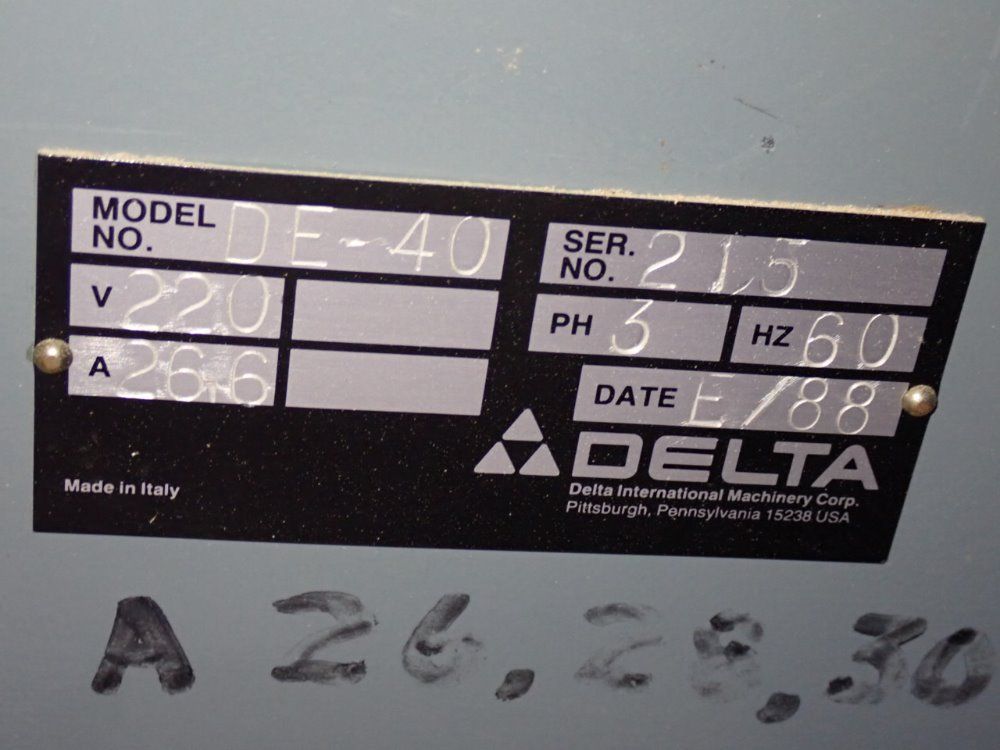 MODEL NO. DE-40
SER. NO. 215
V 220
PH 3
HZ 60
A 26.6
DATE E/88
DELTA
Made in Italy
Delta International Machinery Corp.
Pittsburgh, Pennsylvania 15238 USA
A 26,28,30